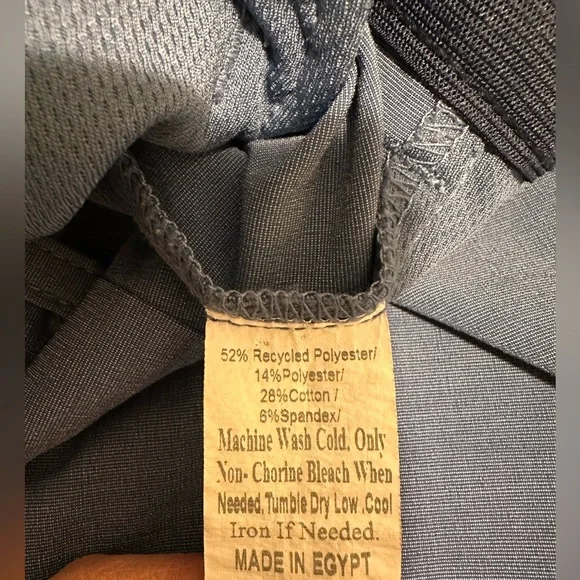 52% Recycled Polyester/
14%Polyester/
28%Cotton /
6%Spandex/
Machine Wash Cold, Only
Non- Chorine Bleach When
Needed, Tumble Dry Low .Cool
Iron If Needed.
MADE IN EGYPT